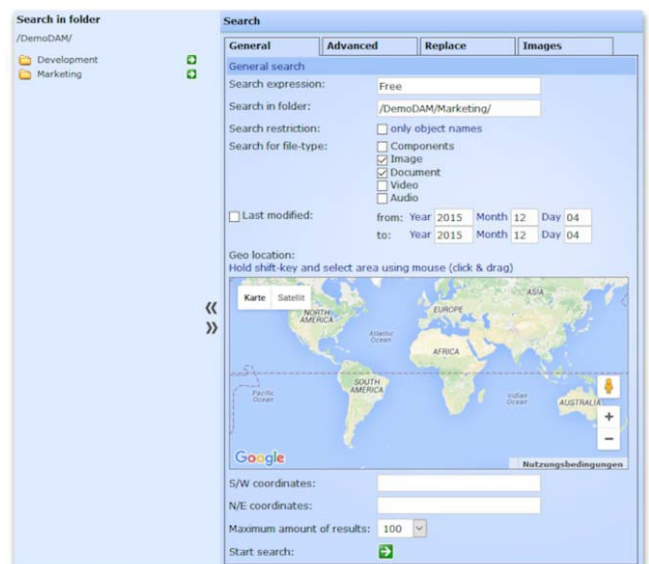 Search in folder
/DemoDAM/
Development
Marketing
Search
General Advanced Replace Images
General search
Search expression: Free
Search in folder: /DemoDAM/Marketing/
Search restriction: only object names
Search for file-type: Components
Image
Document
Video
Audio
Last modified: from: Year 2015 Month 12 Day 04
to: Year 2015 Month 12 Day 04
Geo location:
Hold shift-key and select area using mouse (click & drag)
Karte Satellit
NORTH
AMERICA
EUROPE
ASIA
Atlantic
Ocean
AFRICA
SOUTH
AMERICA
Pacific
Ocean
Indian
Ocean
AUSTRALIA
+
−
Google
Nutzungsbedingungen
S/W coordinates:
N/E coordinates:
Maximum amount of results: 100
Start search: